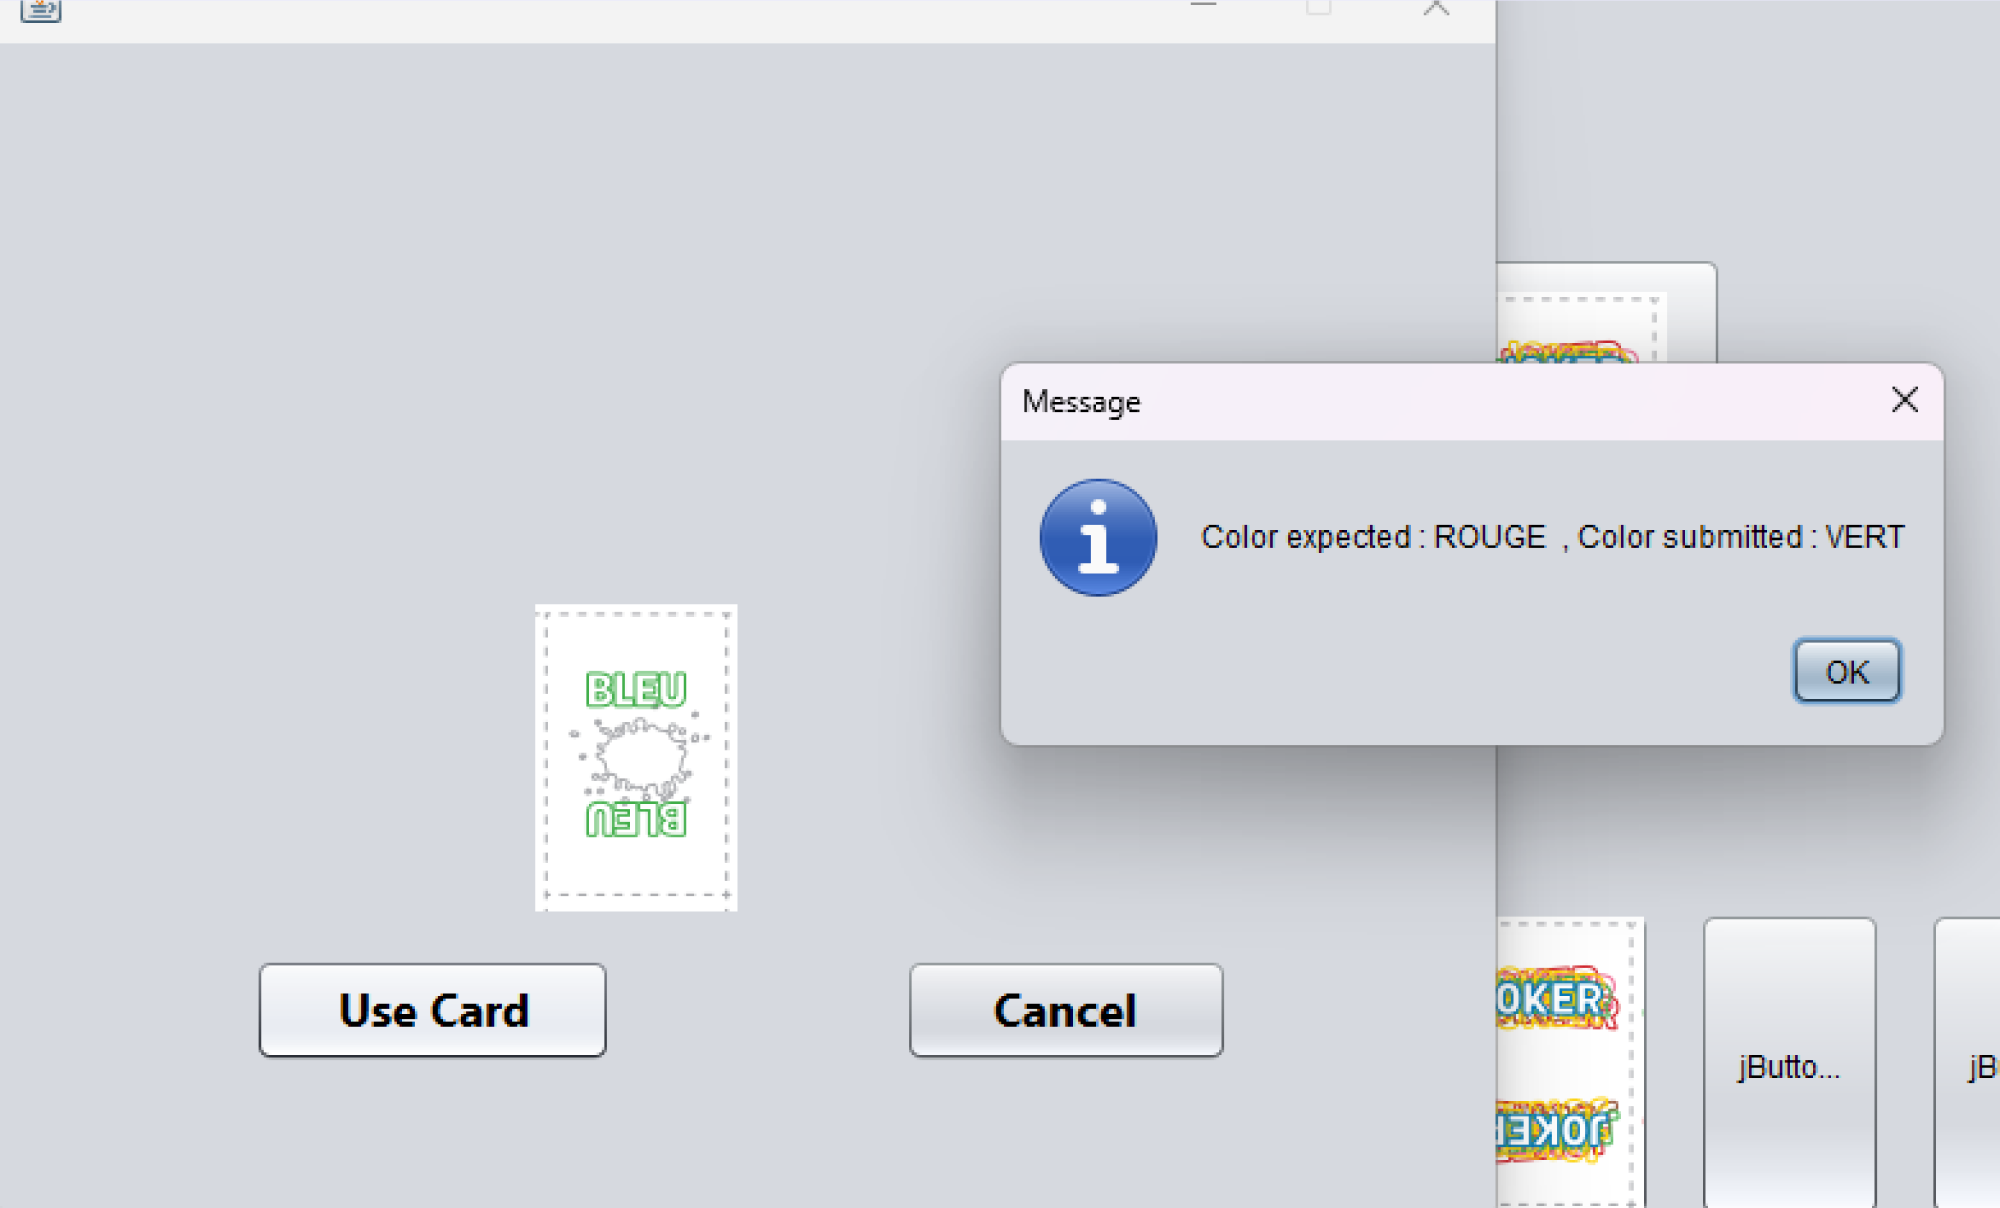 Message
Color expected : ROUGE , Color submitted : VERT
OK
BLEU
BLEU
Use Card
Cancel
OKER
JOKE
jButto...
jB